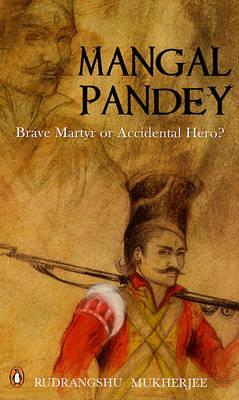 MANGAL
PANDEY
Brave Martyr or Accidental Hero?
RUDRANGSHU MUKHERJEE